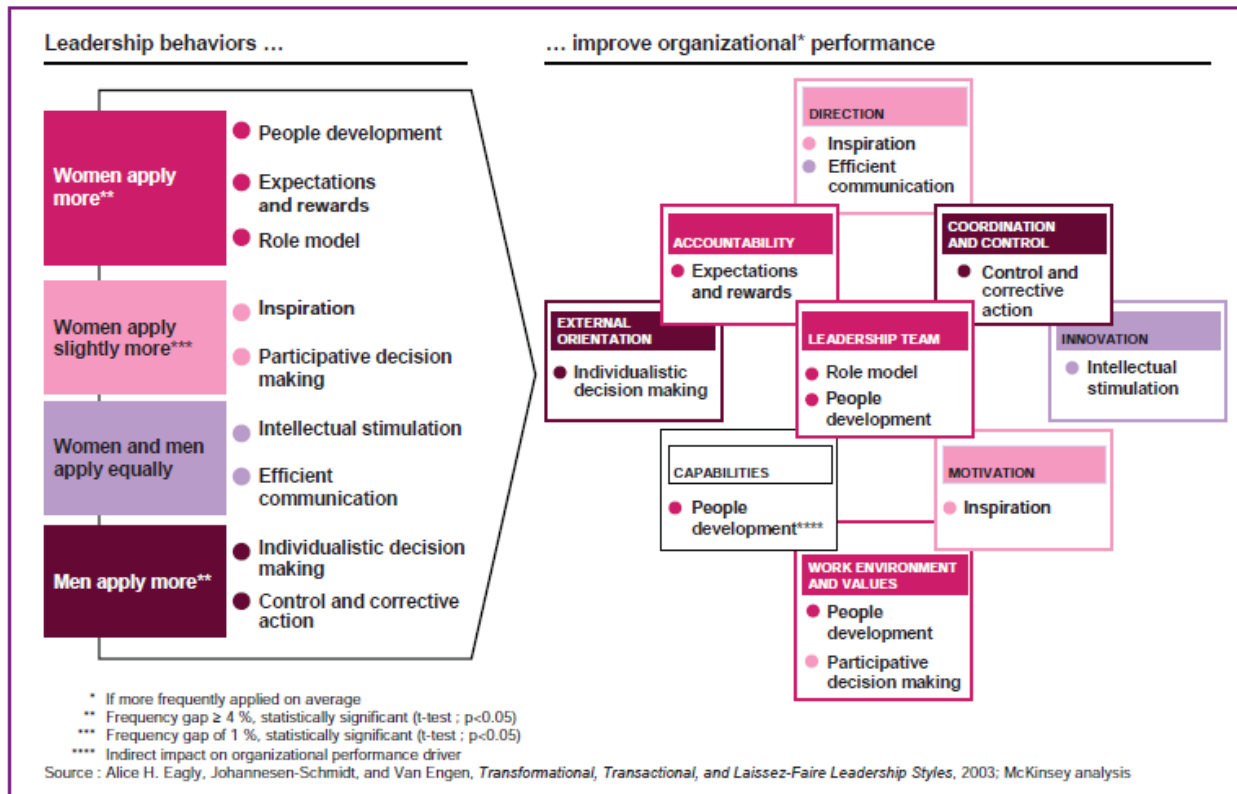 Leadership behaviors ...
... improve organizational* performance
Women apply
more**
People development
Expectations
and rewards
Role model
Women apply
slightly more***
Inspiration
Participative decision
making
Women and men
apply equally
Intellectual stimulation
Efficient
communication
Men apply more**
Individualistic decision
making
Control and corrective
action
DIRECTION
Inspiration
Efficient
communication
ACCOUNTABILITY
Expectations
and rewards
COORDINATION
AND CONTROL
Control and
corrective
action
EXTERNAL
ORIENTATION
Individualistic
decision making
LEADERSHIP TEAM
Role model
People
development
INNOVATION
Intellectual
stimulation
CAPABILITIES
People
development****
MOTIVATION
Inspiration
WORK ENVIRONMENT
AND VALUES
People
development
Participative
decision making
* If more frequently applied on average
** Frequency gap ≥ 4 %, statistically significant (t-test ; p<0.05)
*** Frequency gap of 1 %, statistically significant (t-test ; p<0.05)
**** Indirect impact on organizational performance driver
Source : Alice H. Eagly, Johannesen-Schmidt, and Van Engen, Transformational, Transactional, and Laissez-Faire Leadership Styles, 2003; McKinsey analysis